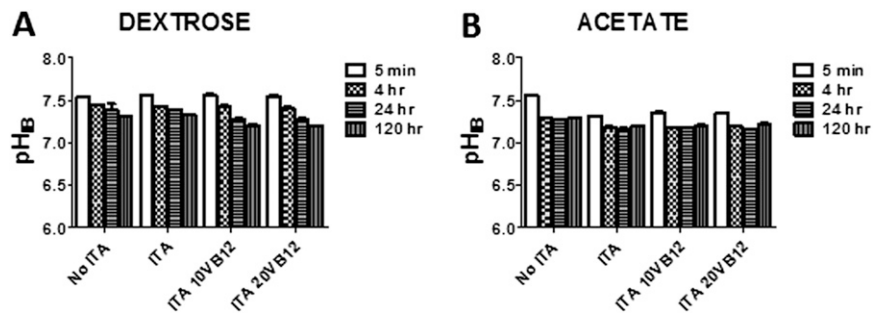 A DEXTROSE
pH_IB
8.0
7.5
7.0
6.5
6.0
No ITA
ITA
ITA 10VB12
ITA 20VB12
5 min
4 hr
24 hr
120 hr
B ACETATE
pH_IB
8.0
7.5
7.0
6.5
6.0
No ITA
ITA
ITA 10VB12
ITA 20VB12
5 min
4 hr
24 hr
120 hr